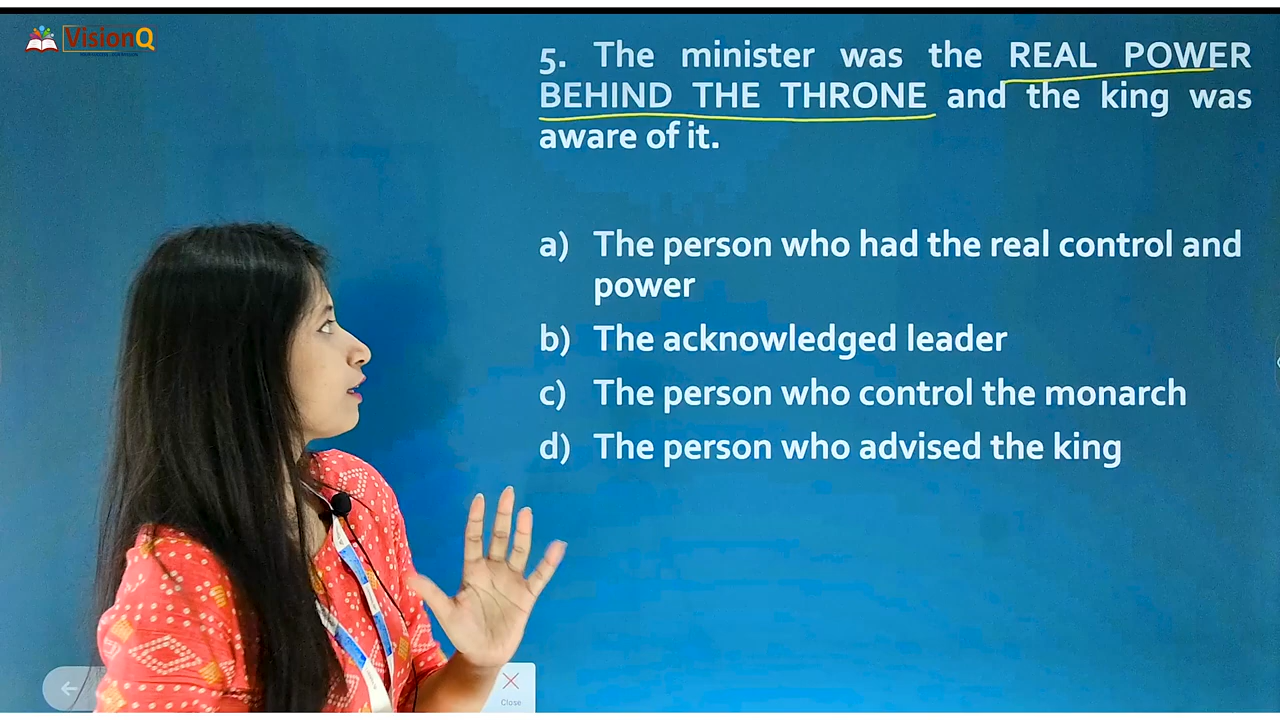 VisionQ
5. The minister was the REAL POWER
BEHIND THE THRONE and the king was
aware of it.
a) The person who had the real control and
power
b) The acknowledged leader
c) The person who control the monarch
d) The person who advised the king
Close